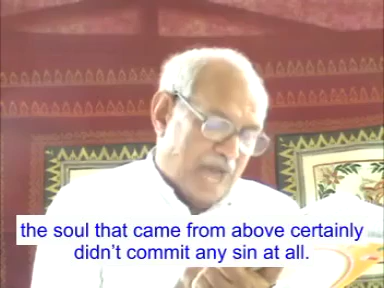 the soul that came from above certainly
didn't commit any sin at all.